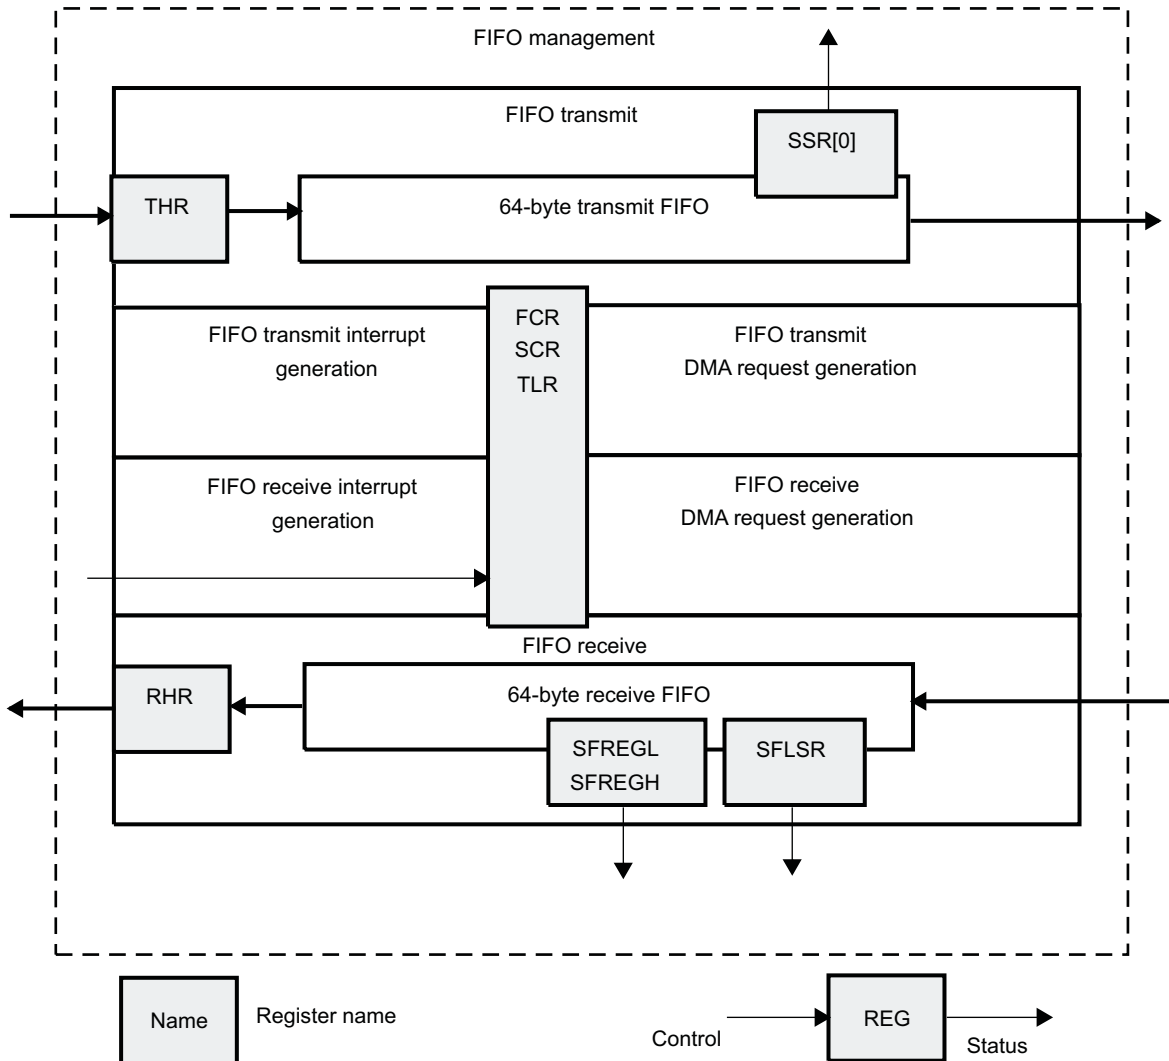 FIFO management
FIFO transmit
SSR[0]
THR
64-byte transmit FIFO
FIFO transmit interrupt
generation
FCR
SCR
TLR
FIFO transmit
DMA request generation
FIFO receive interrupt
generation
FIFO receive
DMA request generation
FIFO receive
RHR
64-byte receive FIFO
SFREGL
SFREGH
SFLSR
Name
Register name
Control
REG
Status